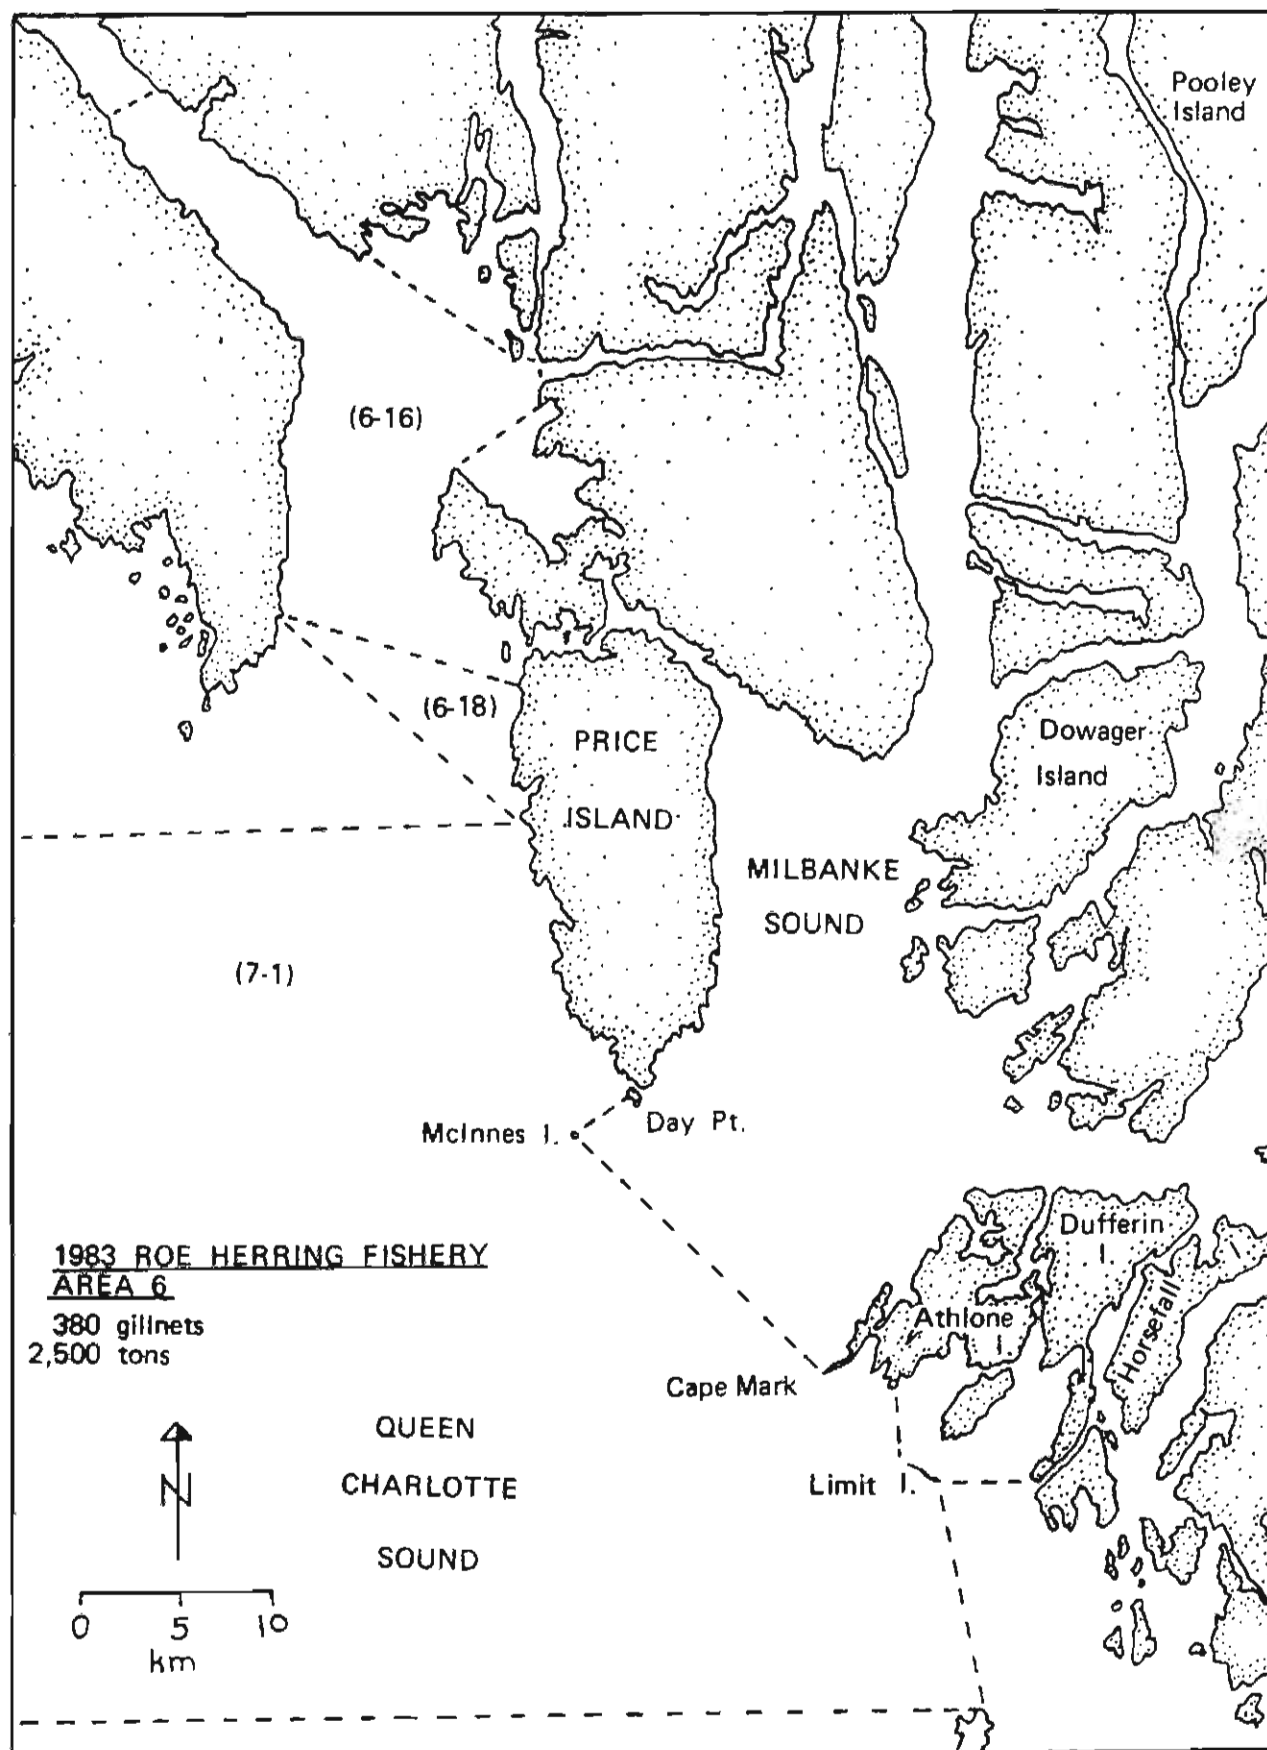 Pooley
Island
(6-16)
(6-18)
PRICE
ISLAND
Dowager
Island
MILBANKE
SOUND
(7-1)
McInnes I.
Day Pt.
1983 ROE HERRING FISHERY
AREA 6
380 gillnets
2,500 tons
Dufferin
I
I
Athlone
I
Horsefall
Cape Mark
QUEEN
CHARLOTTE
SOUND
Limit I.
N
0 5 10
km